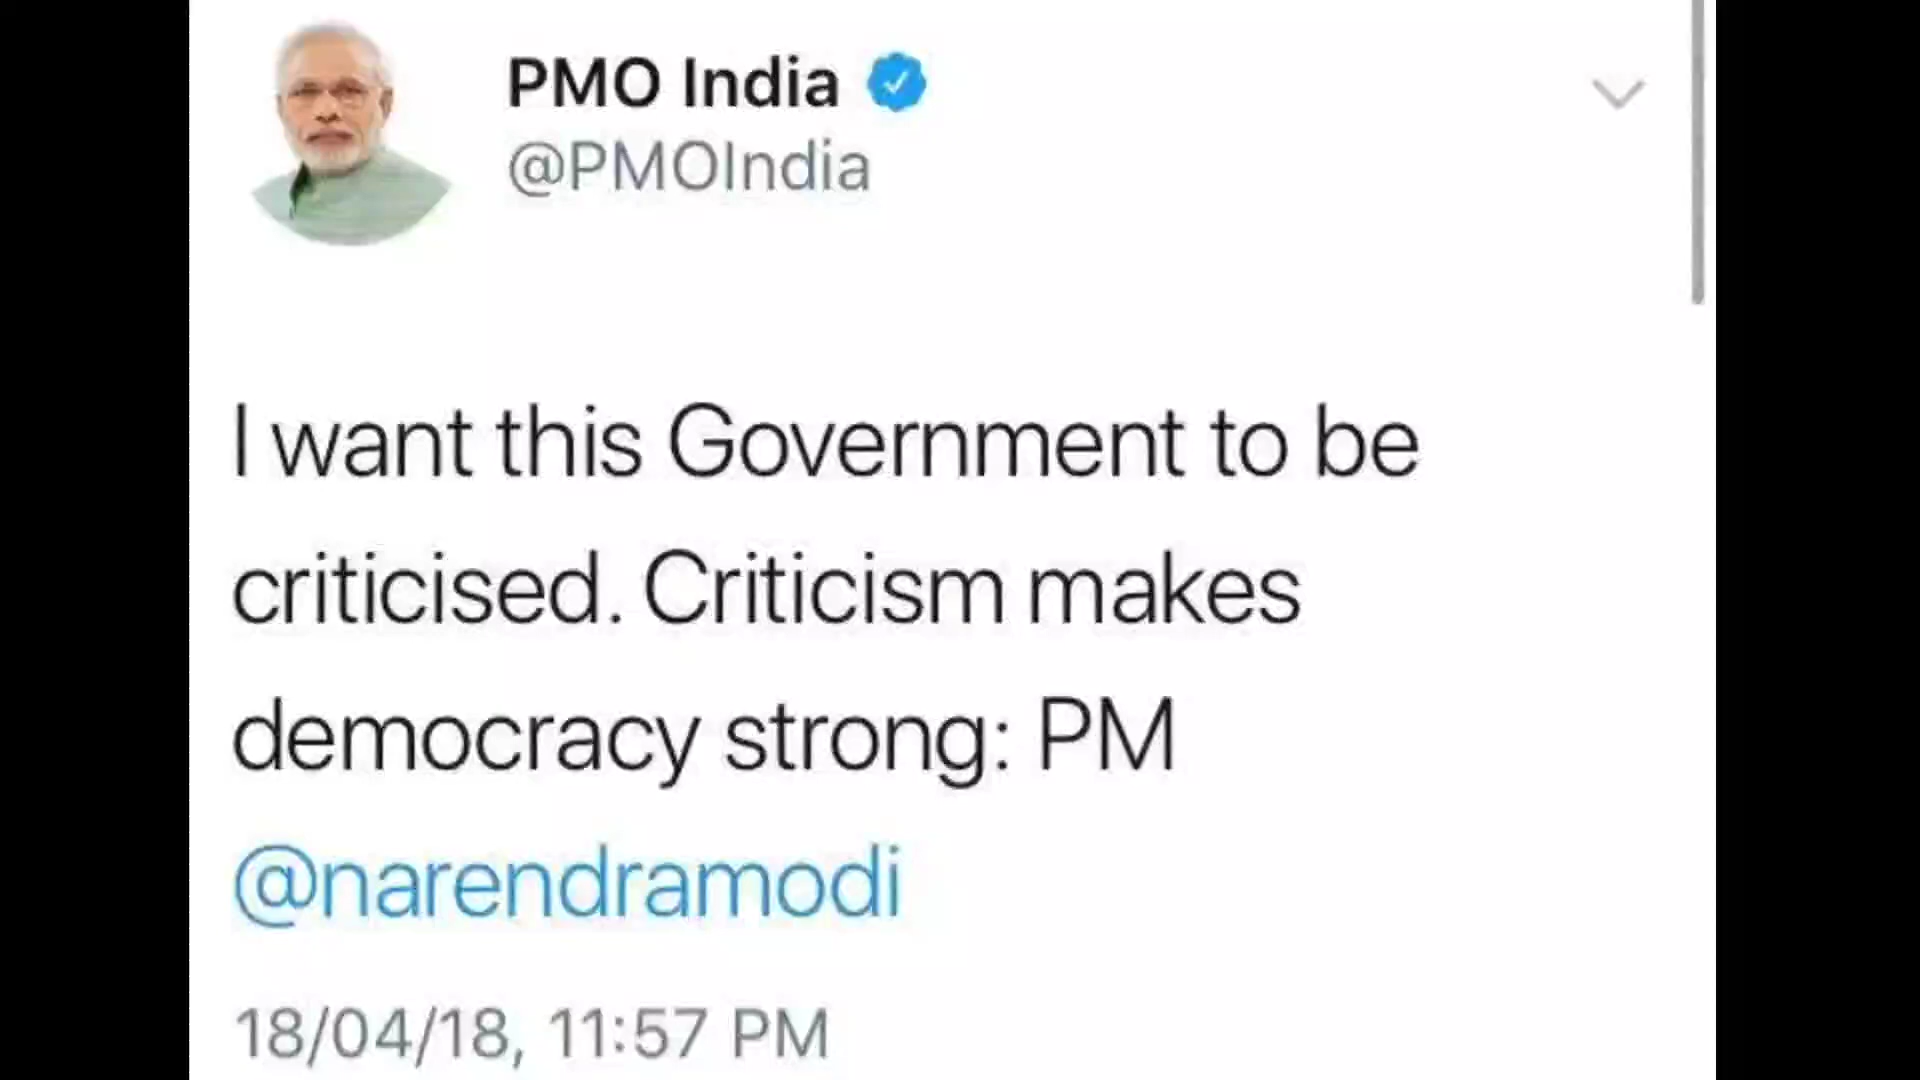 PMO India
@PMOIndia
I want this Government to be
criticised. Criticism makes
democracy strong: PM
@narendramodi
18/04/18, 11:57 PM